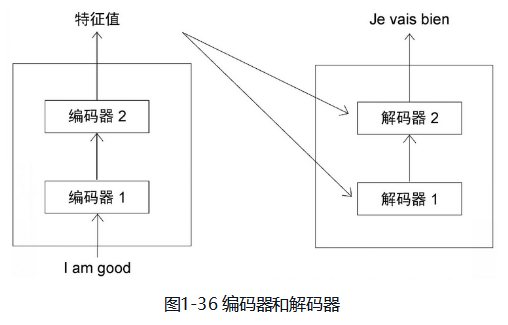 特征值
Je vais bien
编码器 2
解码器 2
编码器 1
解码器 1
I am good
图1-36 编码器和解码器